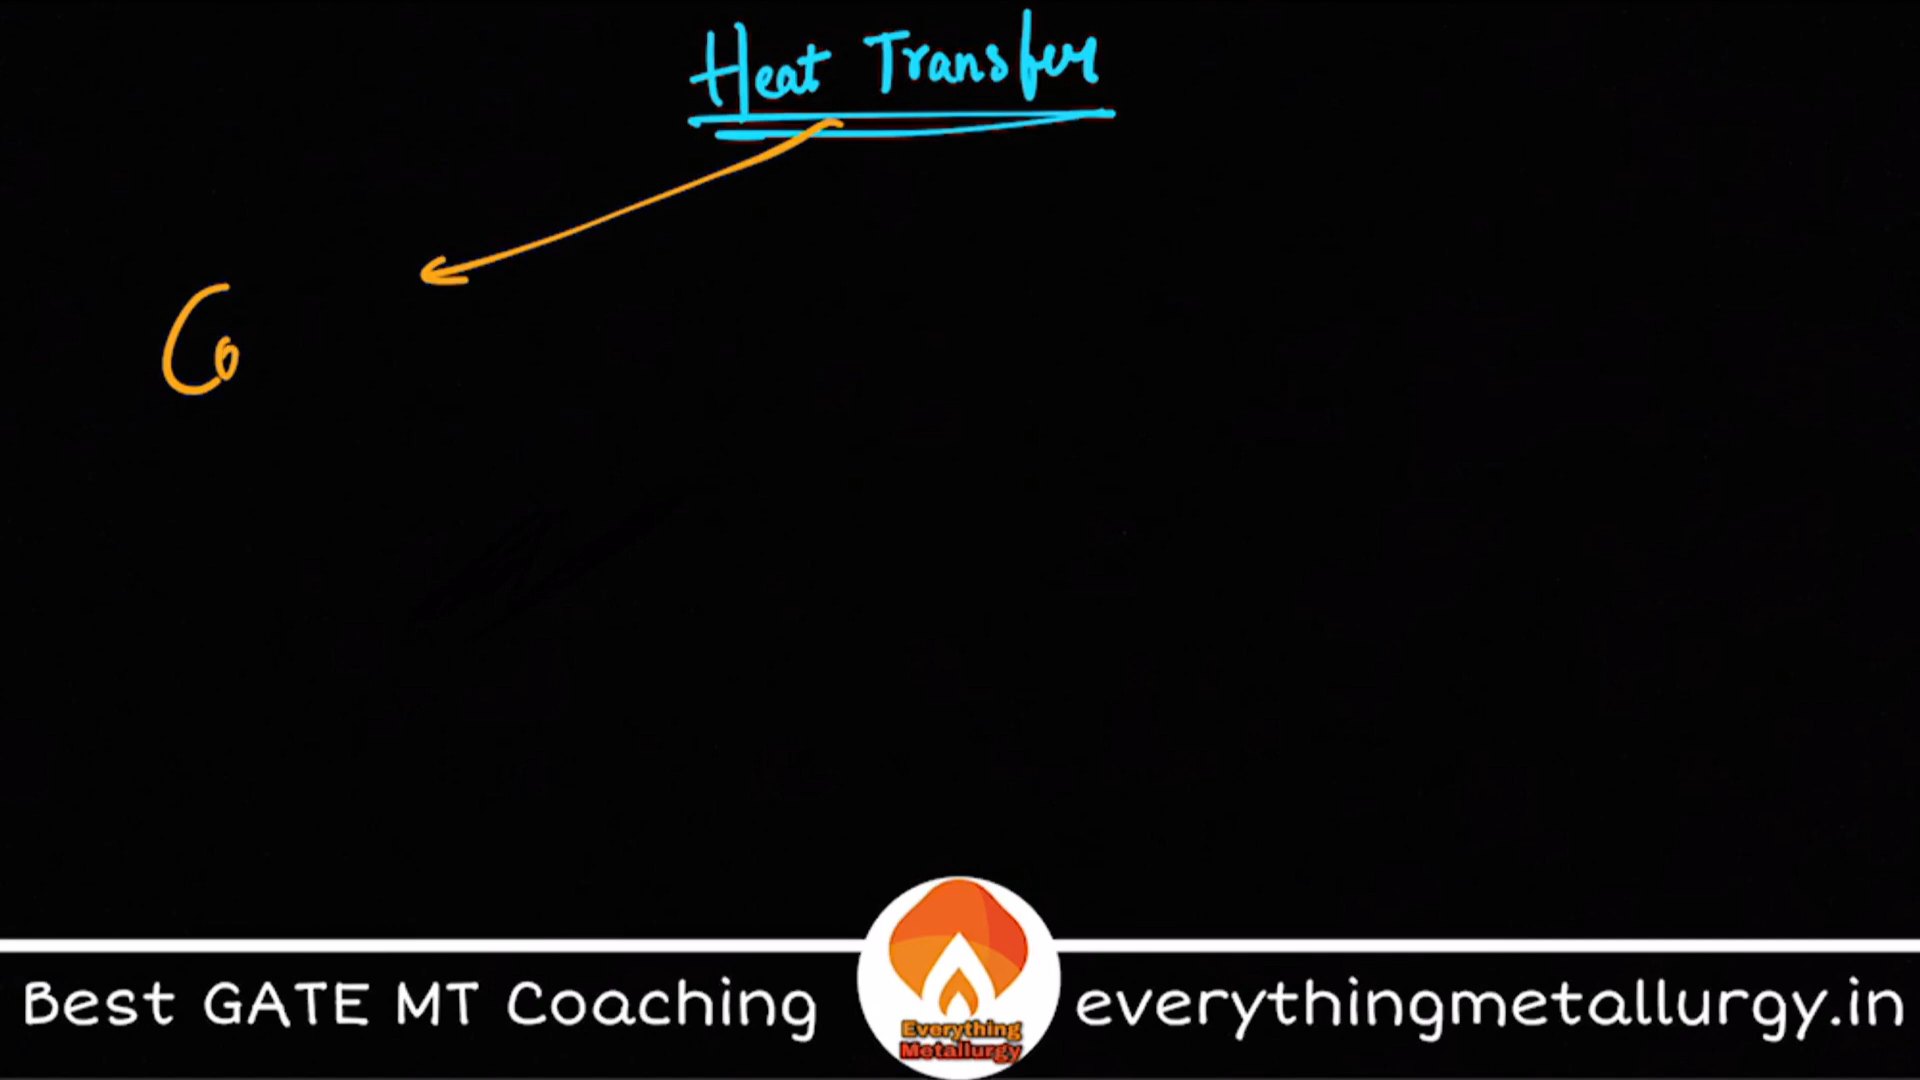 Heat Transfer
Co
Best GATE MT Coaching
everythingmetallurgy.in
Everything
Metallurgy